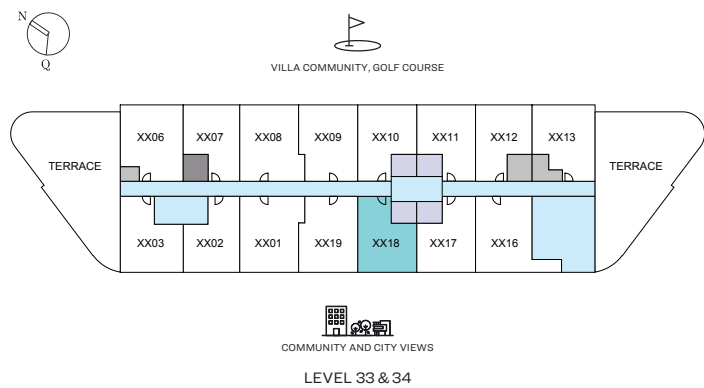 N
Q
VILLA COMMUNITY, GOLF COURSE
XX06 XX07 XX08 XX09 XX10 XX11 XX12 XX13
TERRACE TERRACE
XX03 XX02 XX01 XX19 XX18 XX17 XX16
COMMUNITY AND CITY VIEWS
LEVEL 33 & 34